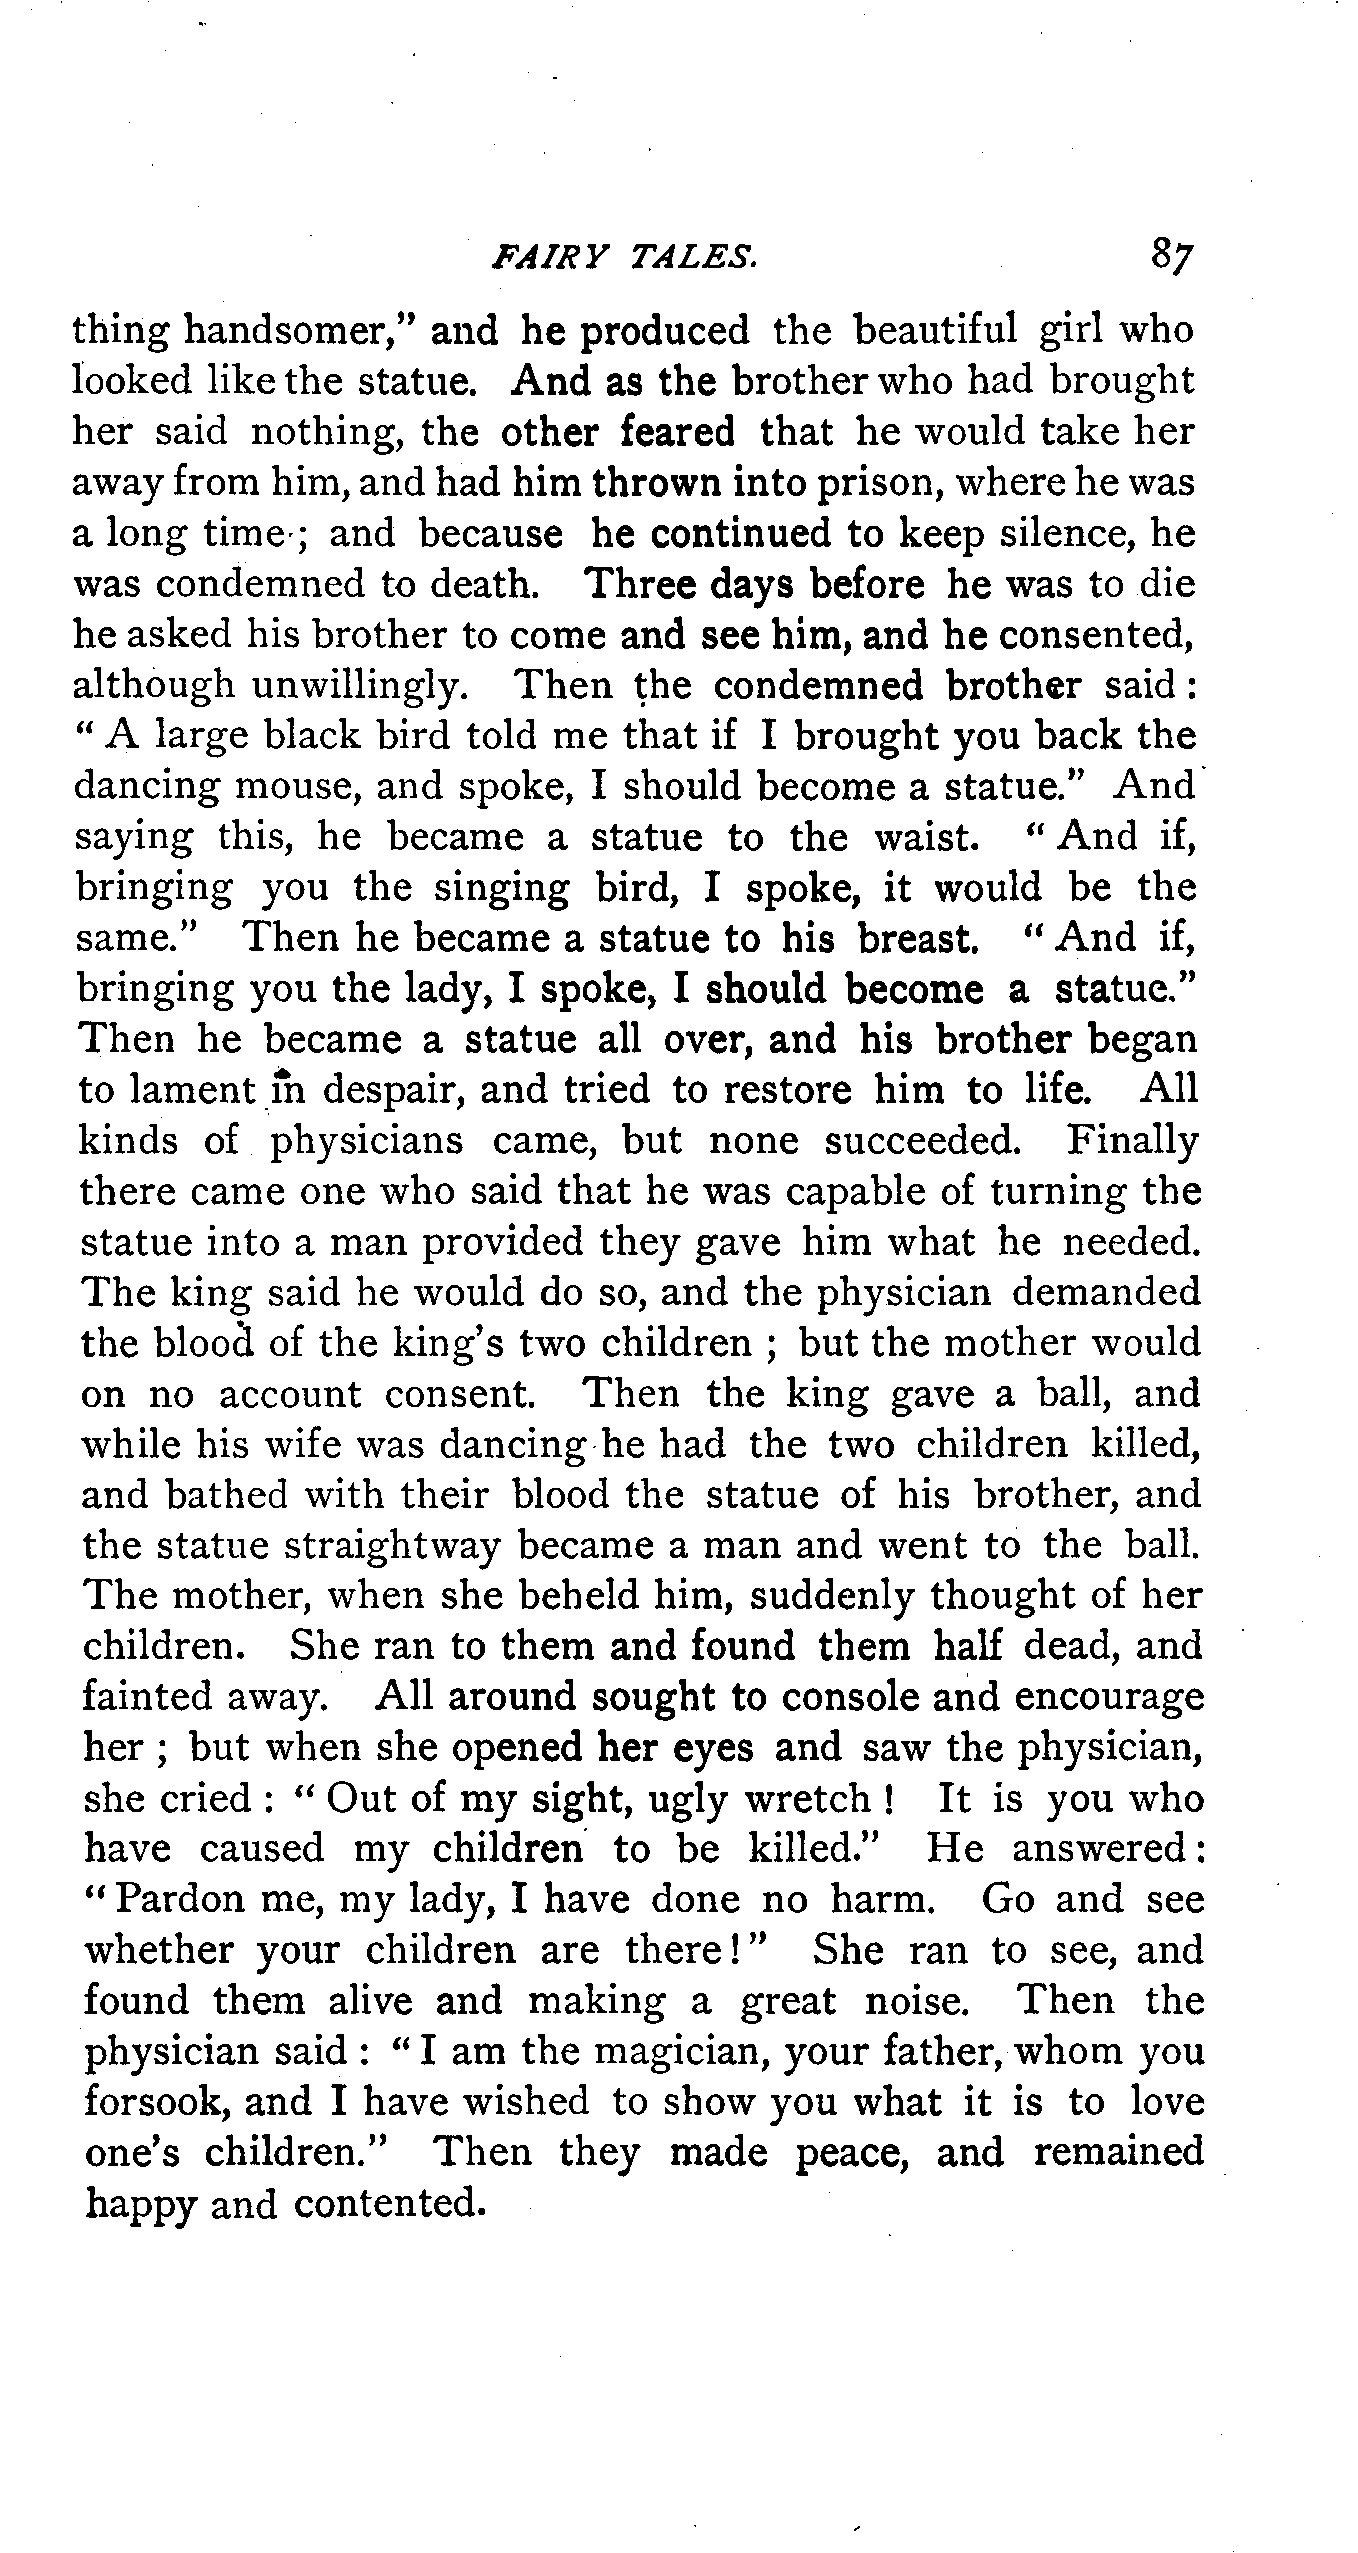 FAIRY TALES. 87
thing handsomer," and he produced the beautiful girl who
looked like the statue. And as the brother who had brought
her said nothing, the other feared that he would take her
away from him, and had him thrown into prison, where he was
a long time ; and because he continued to keep silence, he
was condemned to death. Three days before he was to die
he asked his brother to come and see him, and he consented,
although unwillingly. Then the condemned brother said :
" A large black bird told me that if I brought you back the
dancing mouse, and spoke, I should become a statue." And
saying this, he became a statue to the waist. " And if,
bringing you the singing bird, I spoke, it would be the
same." Then he became a statue to his breast. " And if,
bringing you the lady, I spoke, I should become a statue."
Then he became a statue all over, and his brother began
to lament in despair, and tried to restore him to life. All
kinds of physicians came, but none succeeded. Finally
there came one who said that he was capable of turning the
statue into a man provided they gave him what he needed.
The king said he would do so, and the physician demanded
the blood of the king's two children ; but the mother would
on no account consent. Then the king gave a ball, and
while his wife was dancing he had the two children killed,
and bathed with their blood the statue of his brother, and
the statue straightway became a man and went to the ball.
The mother, when she beheld him, suddenly thought of her
children. She ran to them and found them half dead, and
fainted away. All around sought to console and encourage
her ; but when she opened her eyes and saw the physician,
she cried : " Out of my sight, ugly wretch ! It is you who
have caused my children to be killed." He answered :
" Pardon me, my lady, I have done no harm. Go and see
whether your children are there ! " She ran to see, and
found them alive and making a great noise. Then the
physician said : " I am the magician, your father, whom you
forsook, and I have wished to show you what it is to love
one's children." Then they made peace, and remained
happy and contented.